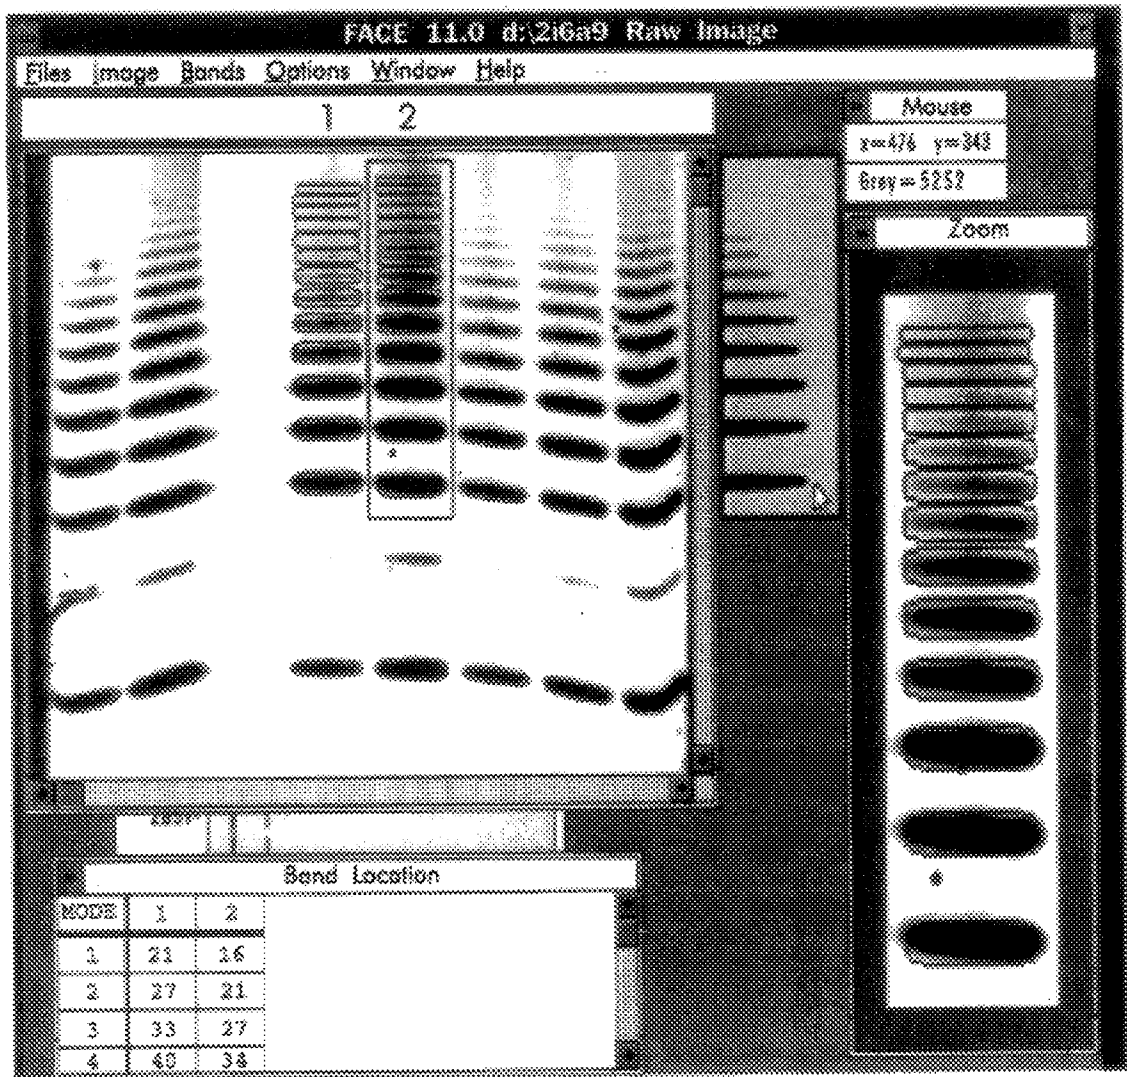 FACE 11.0 d:\2i6a9 Raw Image
Files Image Bands Options Window Help
1 2
Mouse
x=476 y=343
Grey=5252
Zoom
Band Location
MODE 1 2
1 21 16
2 27 21
3 33 27
4 40 34